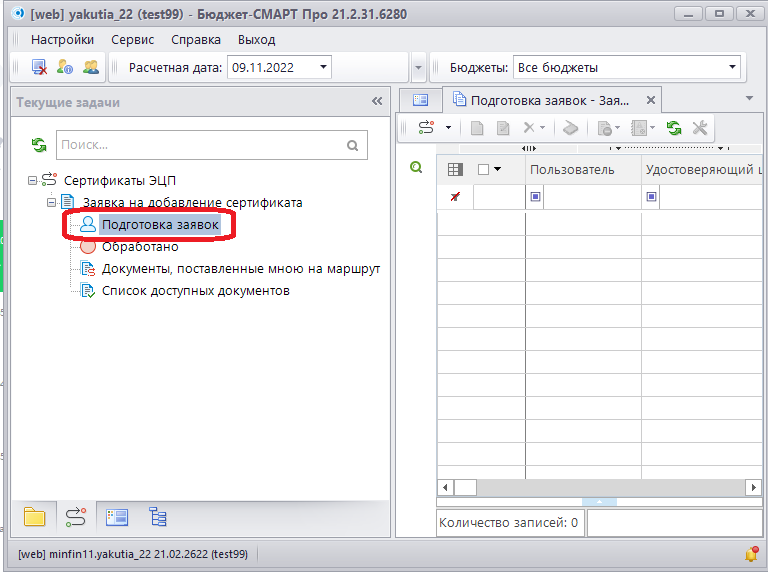 [web] yakutia_22 (test99) - Бюджет-СМАРТ Про 21.2.31.6280
Настройки Сервис Справка Выход
Расчетная дата: 09.11.2022 Бюджеты: Все бюджеты
Текущие задачи
Подготовка заявок - Зая...
Поиск...
Пользователь Удостоверяющий ц
Сертификаты ЭЦП
Заявка на добавление сертификата
Подготовка заявок
Обработано
Документы, поставленные мною на маршрут
Список доступных документов
Количество записей: 0
[web] minfin11.yakutia_22 21.02.2622 (test99)